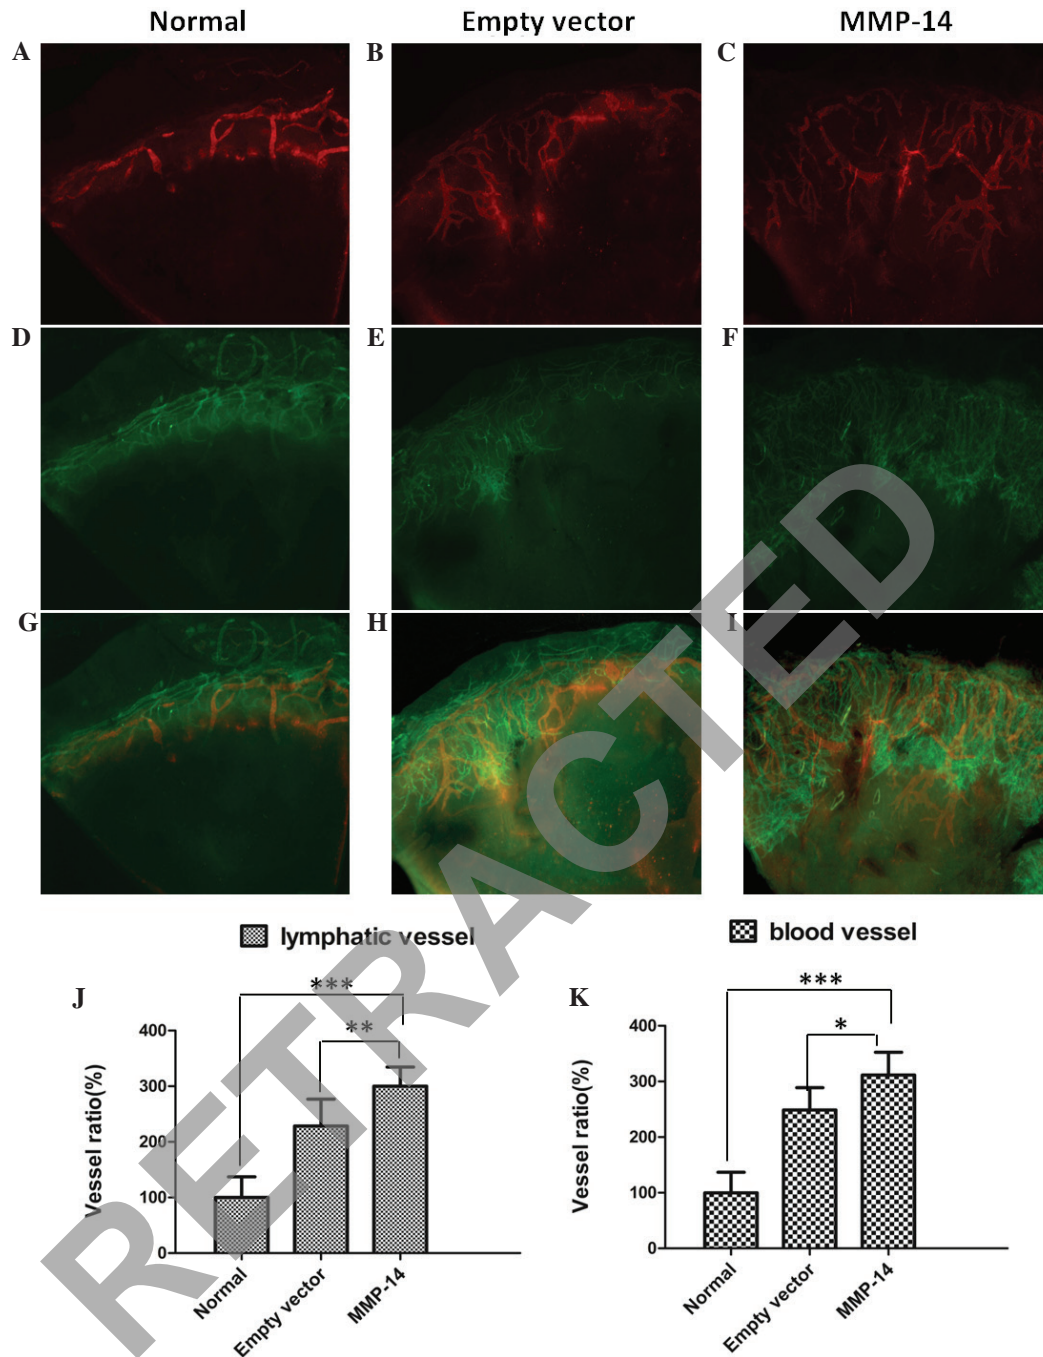 Normal
Empty vector
MMP-14
A
B
C
D
E
F
G
H
I
RETRACTED
lymphatic vessel
J
***
**
400
300
200
100
0
Vessel ratio(%)
Normal
Empty vector
MMP-14
blood vessel
K
***
*
400
300
200
100
0
Vessel ratio(%)
Normal
Empty vector
MMP-14